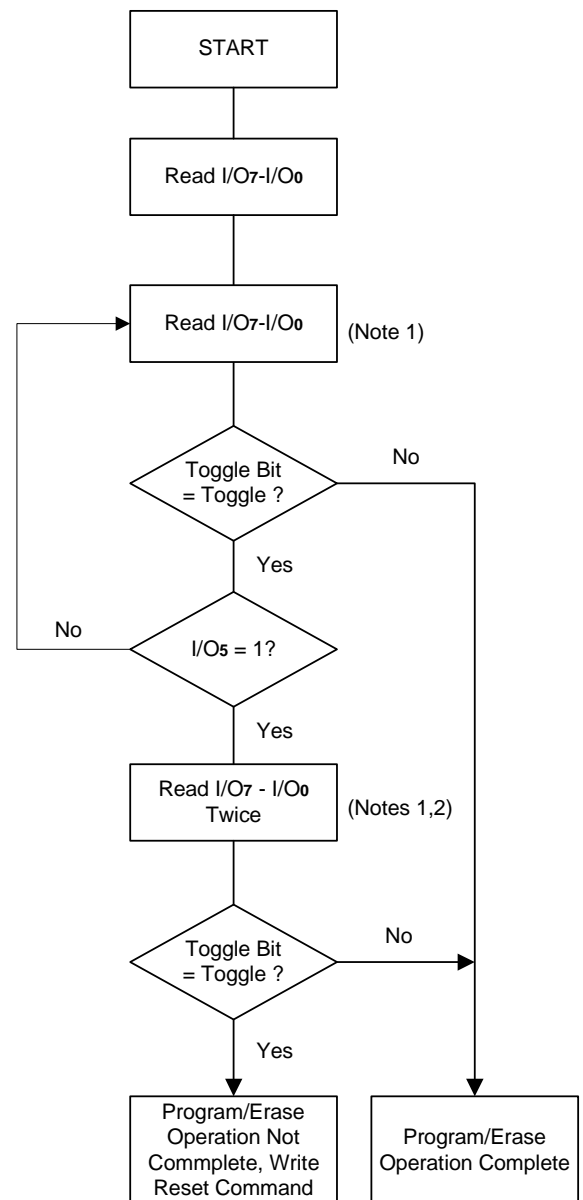 START
Read I/O7-I/O0
Read I/O7-I/O0
(Note 1)
Toggle Bit
= Toggle ?
No
Yes
I/O5 = 1?
No
Yes
Read I/O7 - I/O0
Twice
(Notes 1,2)
Toggle Bit
= Toggle ?
No
Yes
Program/Erase
Operation Not
Commplete, Write
Reset Command
Program/Erase
Operation Complete